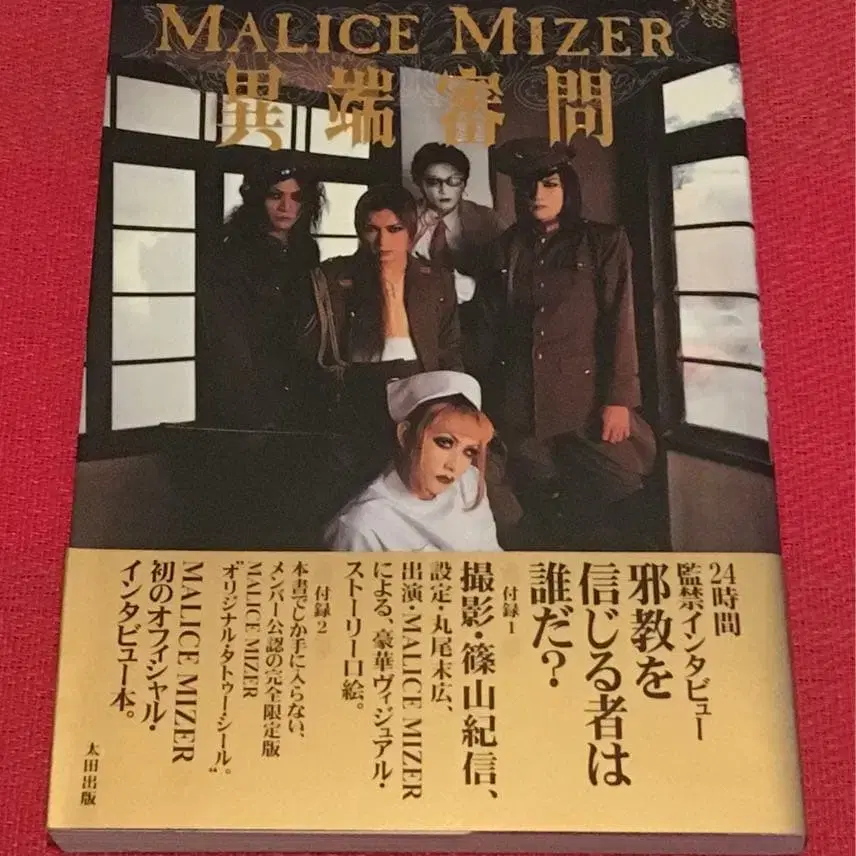 MALICE MIZER
異端審問
24時間
監禁インタビュー
邪教を
信じる者は
誰だ?
付録1
撮影・篠山紀信、
設定・丸尾末広、
出演・MALICE MIZER
による、豪華ヴィジュアル・
ストーリー口絵。
付録2
本書でしか手に入らない、
メンバー公認の完全限定版
MALICE MIZER
"オリジナル・タトゥー・シール。"
MALICE MIZER
初のオフィシャル・
インタビュー本。
太田出版